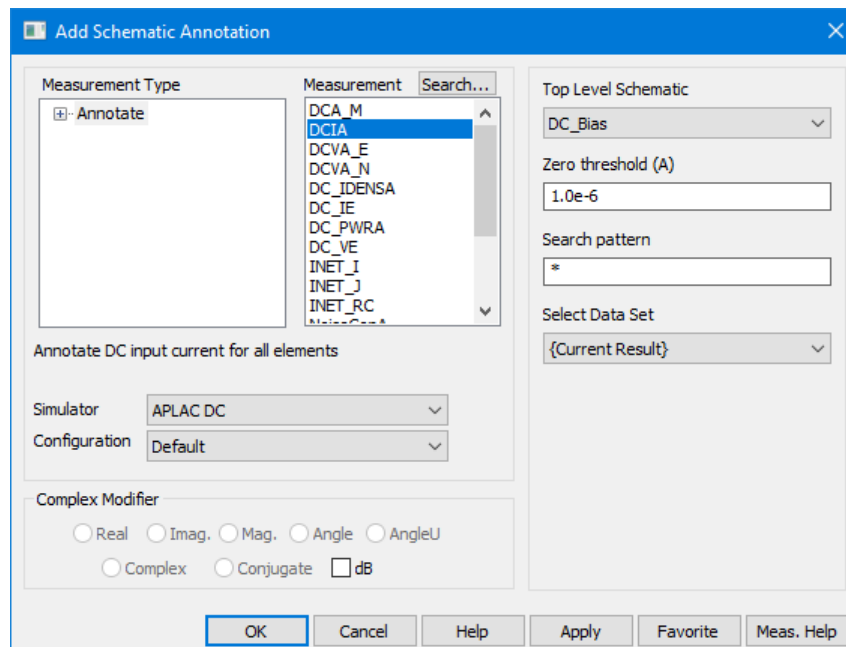 Add Schematic Annotation
Measurement Type
Annotate
Measurement
Search...
DCA_M
DCIA
DCVA_E
DCVA_N
DC_IDENSA
DC_IE
DC_PWRA
DC_VE
INET_I
INET_J
INET_RC
Annotate DC input current for all elements
Simulator
APLAC DC
Configuration
Default
Complex Modifier
Real Imag. Mag. Angle AngleU
Complex Conjugate dB
Top Level Schematic
DC_Bias
Zero threshold (A)
1.0e-6
Search pattern
*
Select Data Set
{Current Result}
OK Cancel Help Apply Favorite Meas. Help